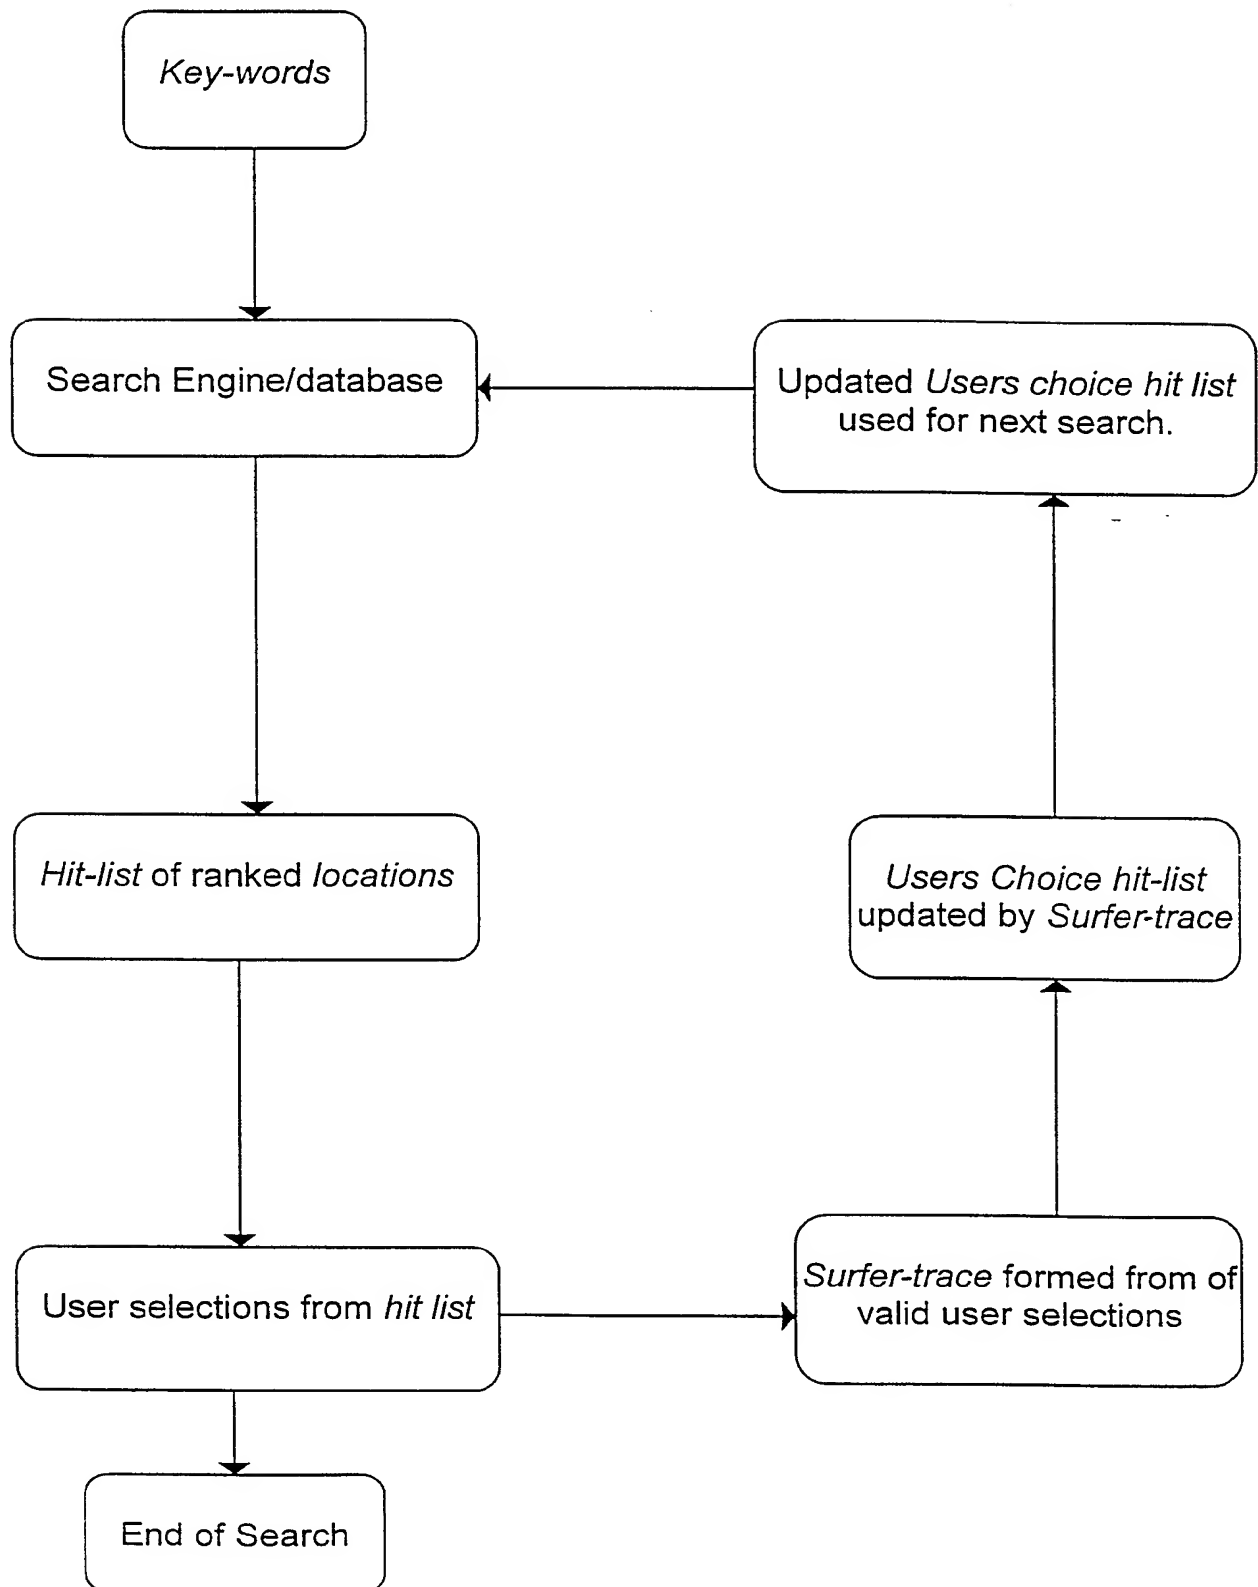 Key-words
Search Engine/database
Updated Users choice hit list
used for next search.
Hit-list of ranked locations
Users Choice hit-list
updated by Surfer-trace
User selections from hit list
Surfer-trace formed from of
valid user selections
End of Search